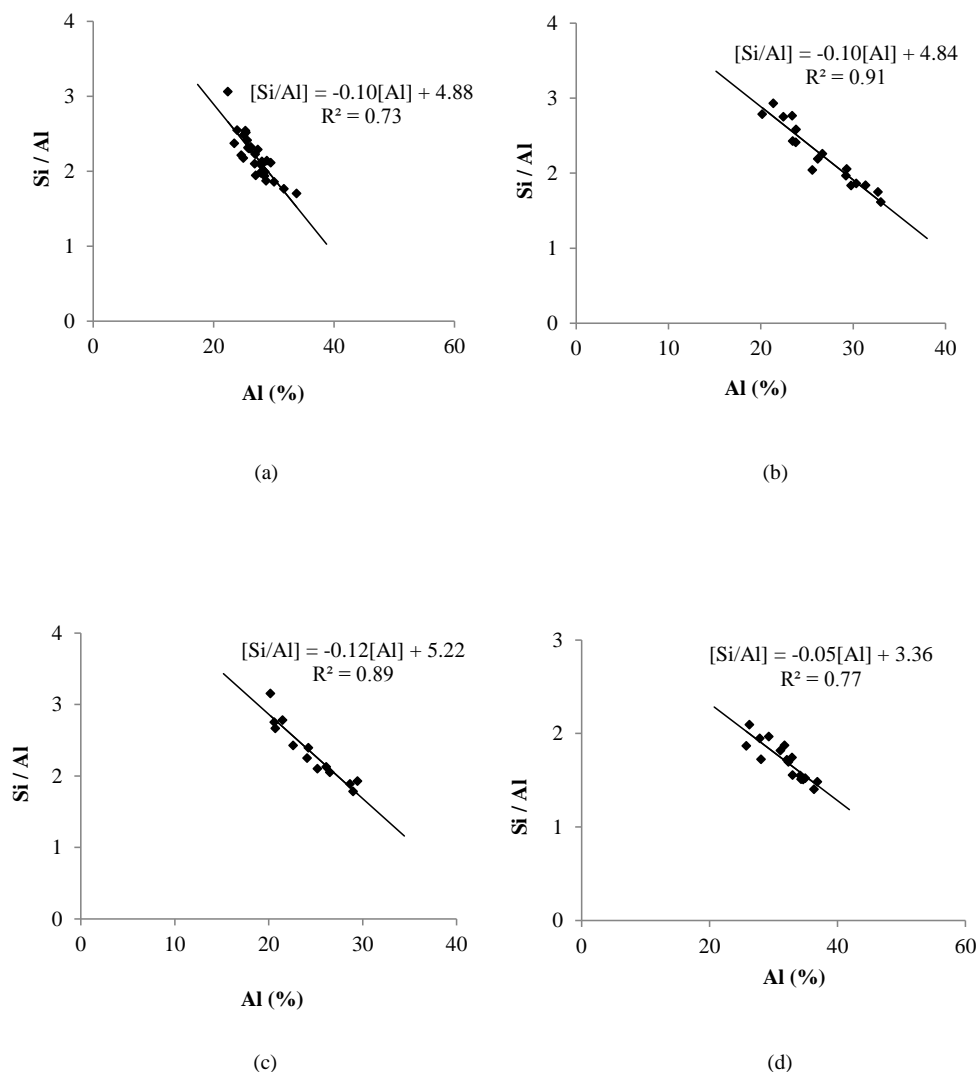 4
3
2
1
0
0
20
40
60
Si / Al
Al (%)
[Si/Al] = -0.10[Al] + 4.88
R² = 0.73
(a)
4
3
2
1
0
0
10
20
30
40
Si / Al
Al (%)
[Si/Al] = -0.10[Al] + 4.84
R² = 0.91
(b)
4
3
2
1
0
0
10
20
30
40
Si / Al
Al (%)
[Si/Al] = -0.12[Al] + 5.22
R² = 0.89
(c)
3
2
1
0
0
20
40
60
Si / Al
Al (%)
[Si/Al] = -0.05[Al] + 3.36
R² = 0.77
(d)